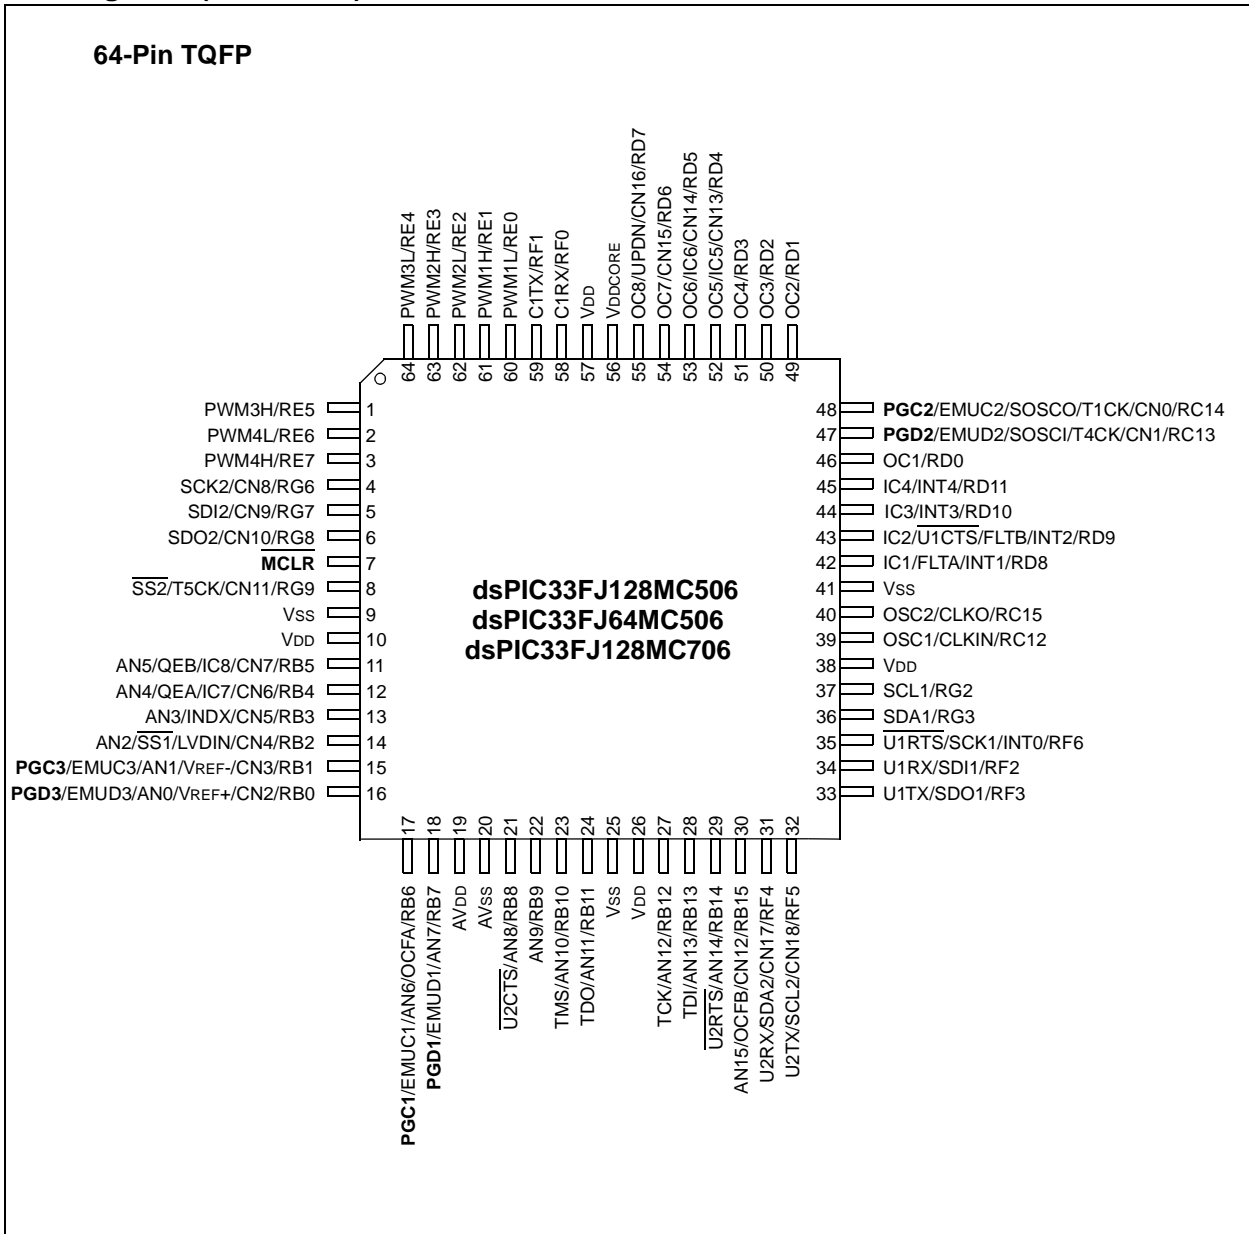 64-Pin TQFP
PWM3L/RE4
PWM2H/RE3
PWM2L/RE2
PWM1H/RE1
PWM1L/RE0
C1TX/RF1
C1RX/RF0
VDD
VDDCORE
OC8/UPDN/CN16/RD7
OC7/CN15/RD6
OC6/IC6/CN14/RD5
OC5/IC5/CN13/RD4
OC4/RD3
OC3/RD2
OC2/RD1
64
63
62
61
60
59
58
57
56
55
54
53
52
51
50
49
PWM3H/RE5 1
PWM4L/RE6 2
PWM4H/RE7 3
SCK2/CN8/RG6 4
SDI2/CN9/RG7 5
SDO2/CN10/RG8 6
MCLR 7
SS2/T5CK/CN11/RG9 8
VSS 9
VDD 10
AN5/QEB/IC8/CN7/RB5 11
AN4/QEA/IC7/CN6/RB4 12
AN3/INDX/CN5/RB3 13
AN2/SS1/LVDIN/CN4/RB2 14
PGC3/EMUC3/AN1/VREF-/CN3/RB1 15
PGD3/EMUD3/AN0/VREF+/CN2/RB0 16
dsPIC33FJ128MC506
dsPIC33FJ64MC506
dsPIC33FJ128MC706
48 PGC2/EMUC2/SOSCO/T1CK/CN0/RC14
47 PGD2/EMUD2/SOSCI/T4CK/CN1/RC13
46 OC1/RD0
45 IC4/INT4/RD11
44 IC3/INT3/RD10
43 IC2/U1CTS/FLTB/INT2/RD9
42 IC1/FLTA/INT1/RD8
41 VSS
40 OSC2/CLKO/RC15
39 OSC1/CLKIN/RC12
38 VDD
37 SCL1/RG2
36 SDA1/RG3
35 U1RTS/SCK1/INT0/RF6
34 U1RX/SDI1/RF2
33 U1TX/SDO1/RF3
17
18
19
20
21
22
23
24
25
26
27
28
29
30
31
32
PGC1/EMUC1/AN6/OCFA/RB6
PGD1/EMUD1/AN7/RB7
AVDD
AVSS
U2CTS/AN8/RB8
AN9/RB9
TMS/AN10/RB10
TDO/AN11/RB11
VSS
VDD
TCK/AN12/RB12
TDI/AN13/RB13
U2RTS/AN14/RB14
AN15/OCFB/CN12/RB15
U2RX/SDA2/CN17/RF4
U2TX/SCL2/CN18/RF5